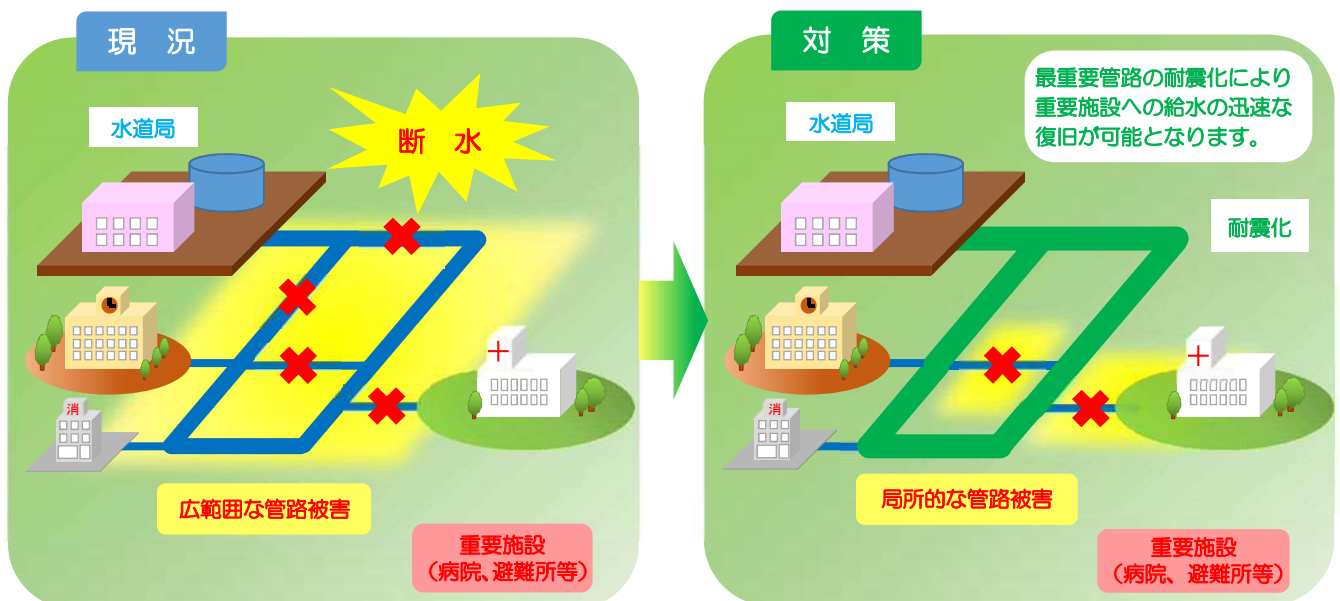 現 況
水道局
断 水
消
広範囲な管路被害
重要施設
（病院、避難所等）
対 策
最重要管路の耐震化により
重要施設への給水の迅速な
復旧が可能となります。
水道局
耐震化
消
局所的な管路被害
重要施設
（病院、避難所等）